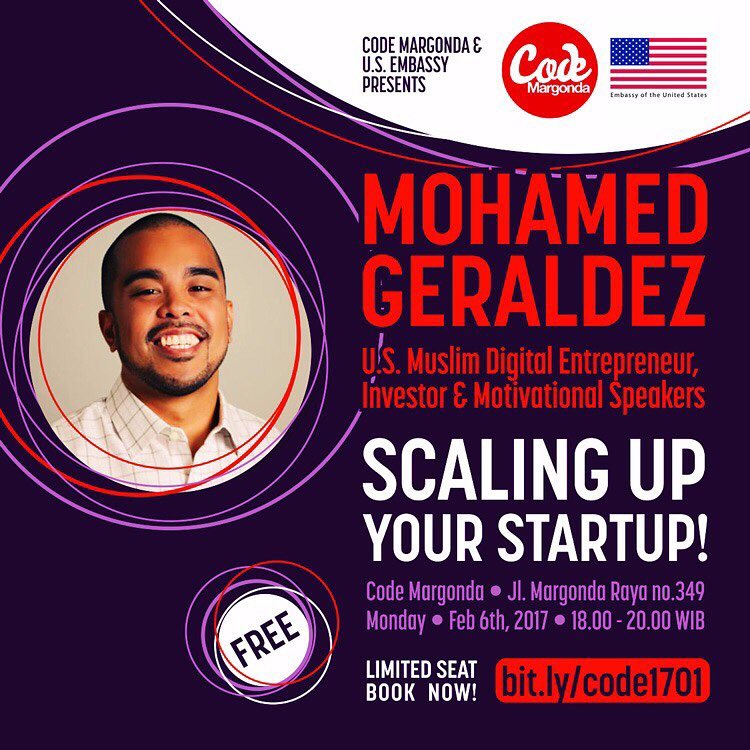 CODE MARGONDA &
U.S. EMBASSY
PRESENTS
Code
Margonda
Embassy of the United States
MOHAMED
GERALDEZ
U.S. Muslim Digital Entrepreneur,
Investor & Motivational Speakers
SCALING UP
YOUR STARTUP!
Code Margonda • Jl. Margonda Raya no.349
Monday • Feb 6th, 2017 • 18.00 - 20.00 WIB
FREE
LIMITED SEAT
BOOK NOW!
bit.ly/code1701